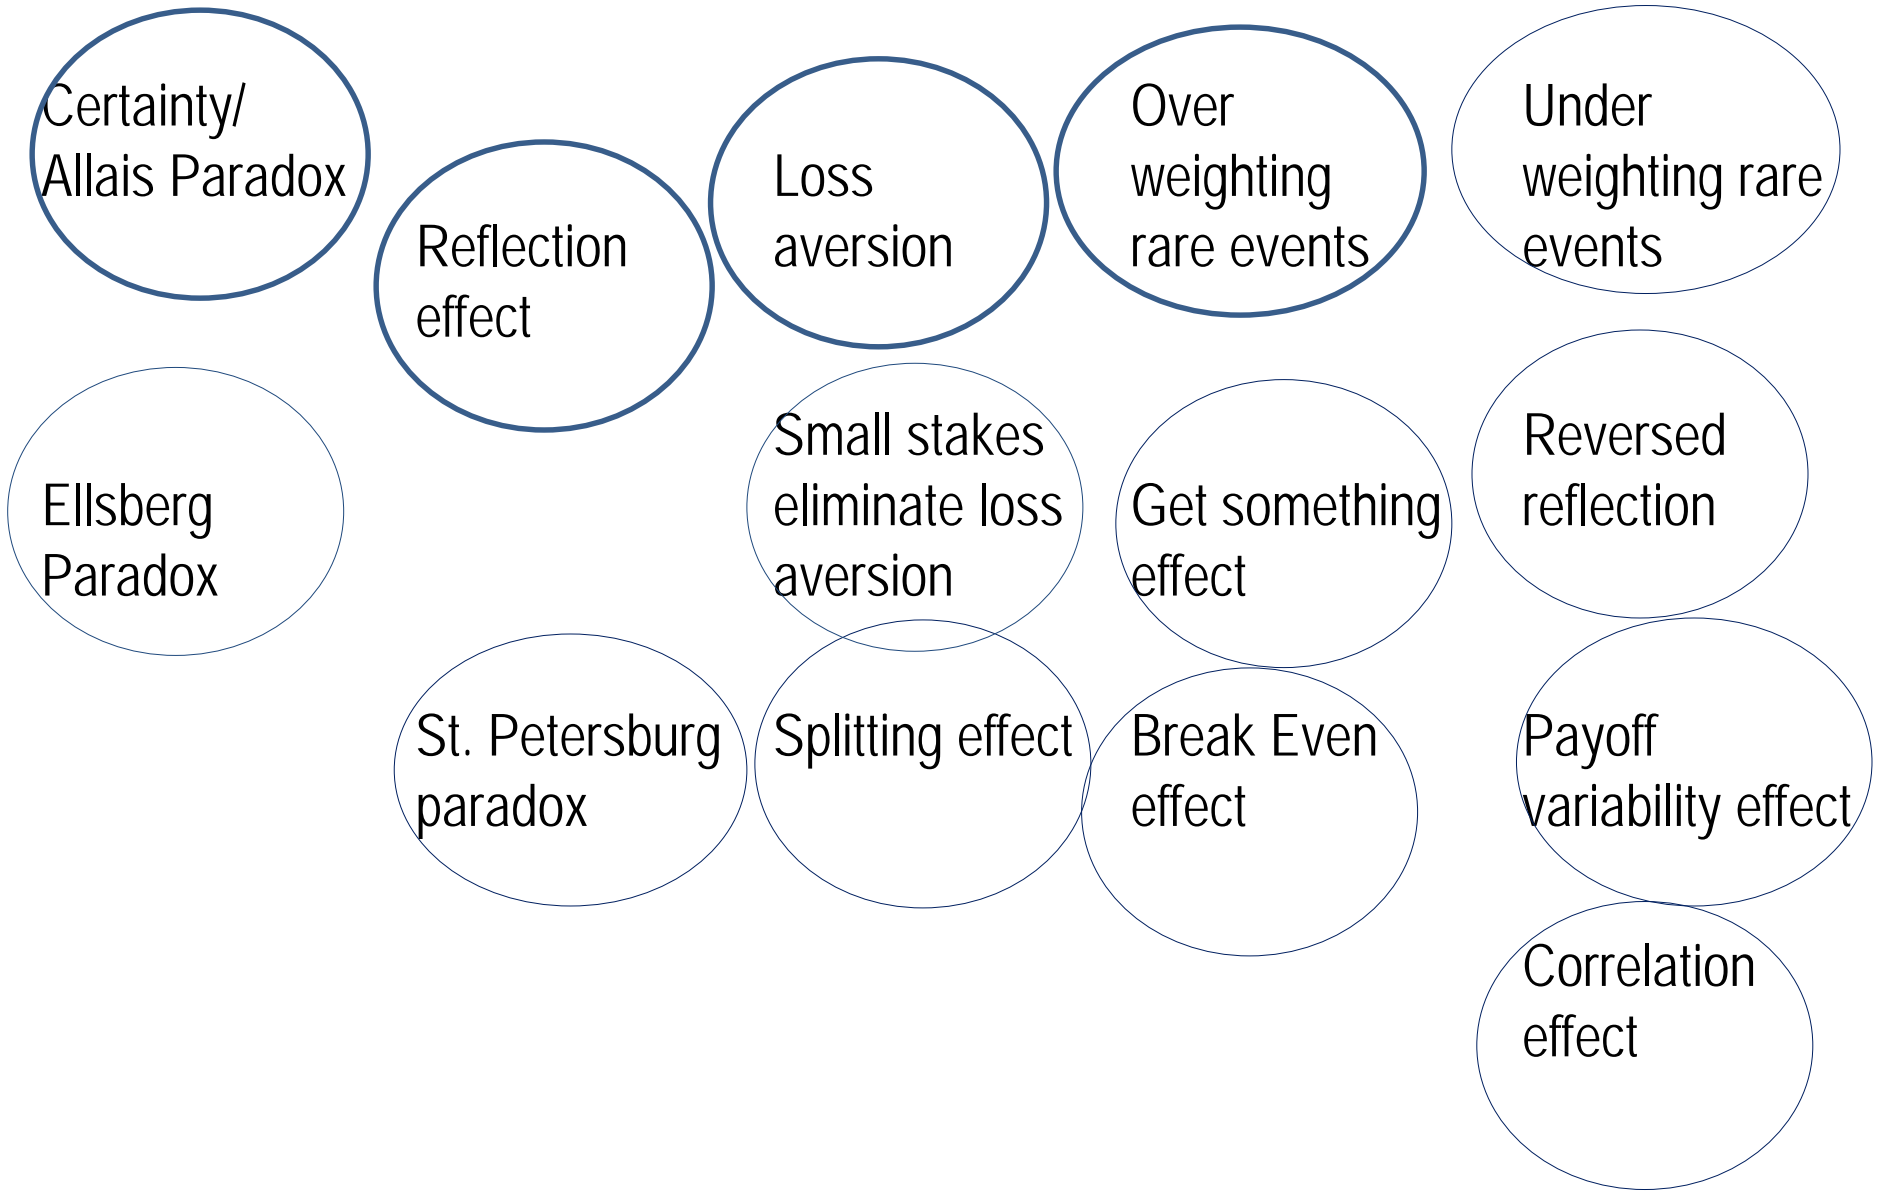 Certainty/
Allais Paradox
Reflection
effect
Loss
aversion
Over
weighting
rare events
Under
weighting rare
events
Ellsberg
Paradox
Small stakes
eliminate loss
aversion
Get something
effect
Reversed
reflection
St. Petersburg
paradox
Splitting effect
Break Even
effect
Payoff
variability effect
Correlation
effect